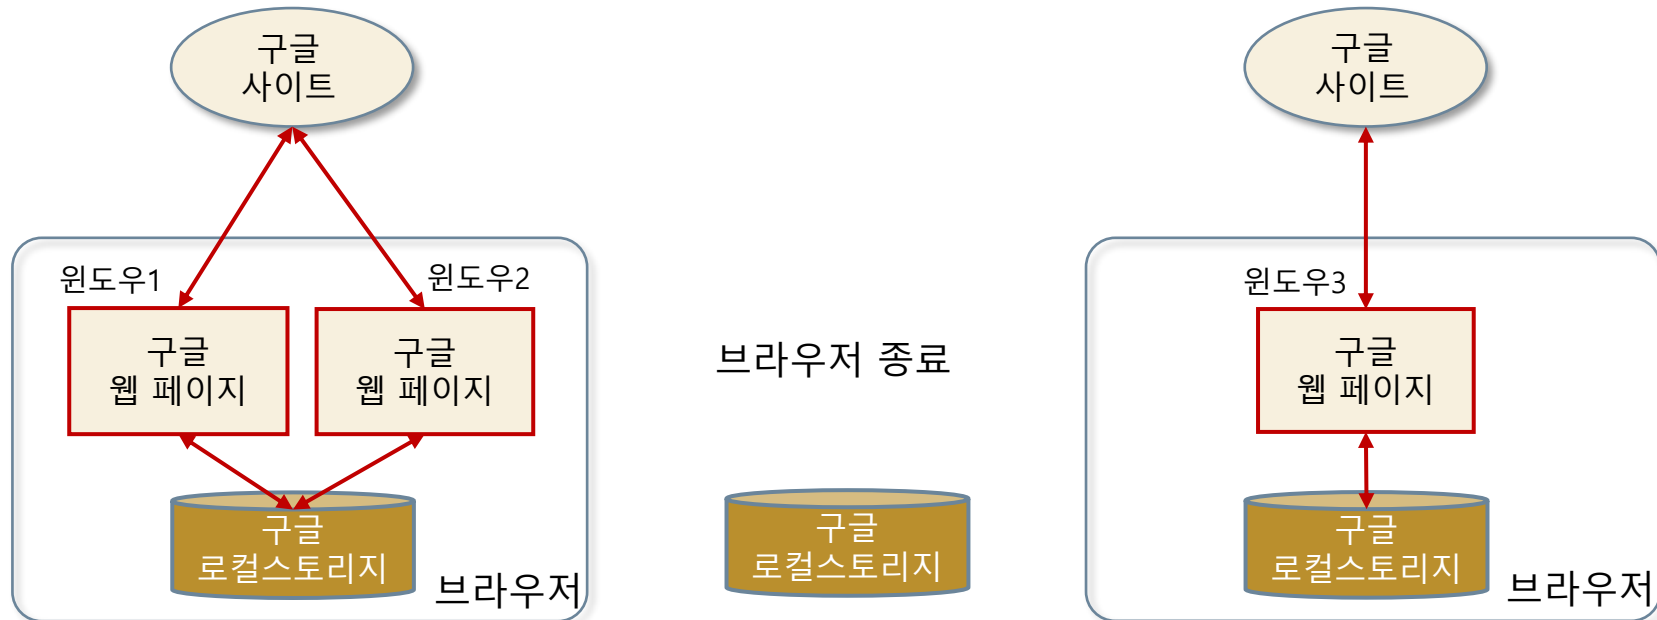 구글
사이트
윈도우1
윈도우2
구글
웹 페이지
구글
웹 페이지
구글
로컬스토리지
브라우저
브라우저 종료
구글
로컬스토리지
구글
사이트
윈도우3
구글
웹 페이지
구글
로컬스토리지
브라우저